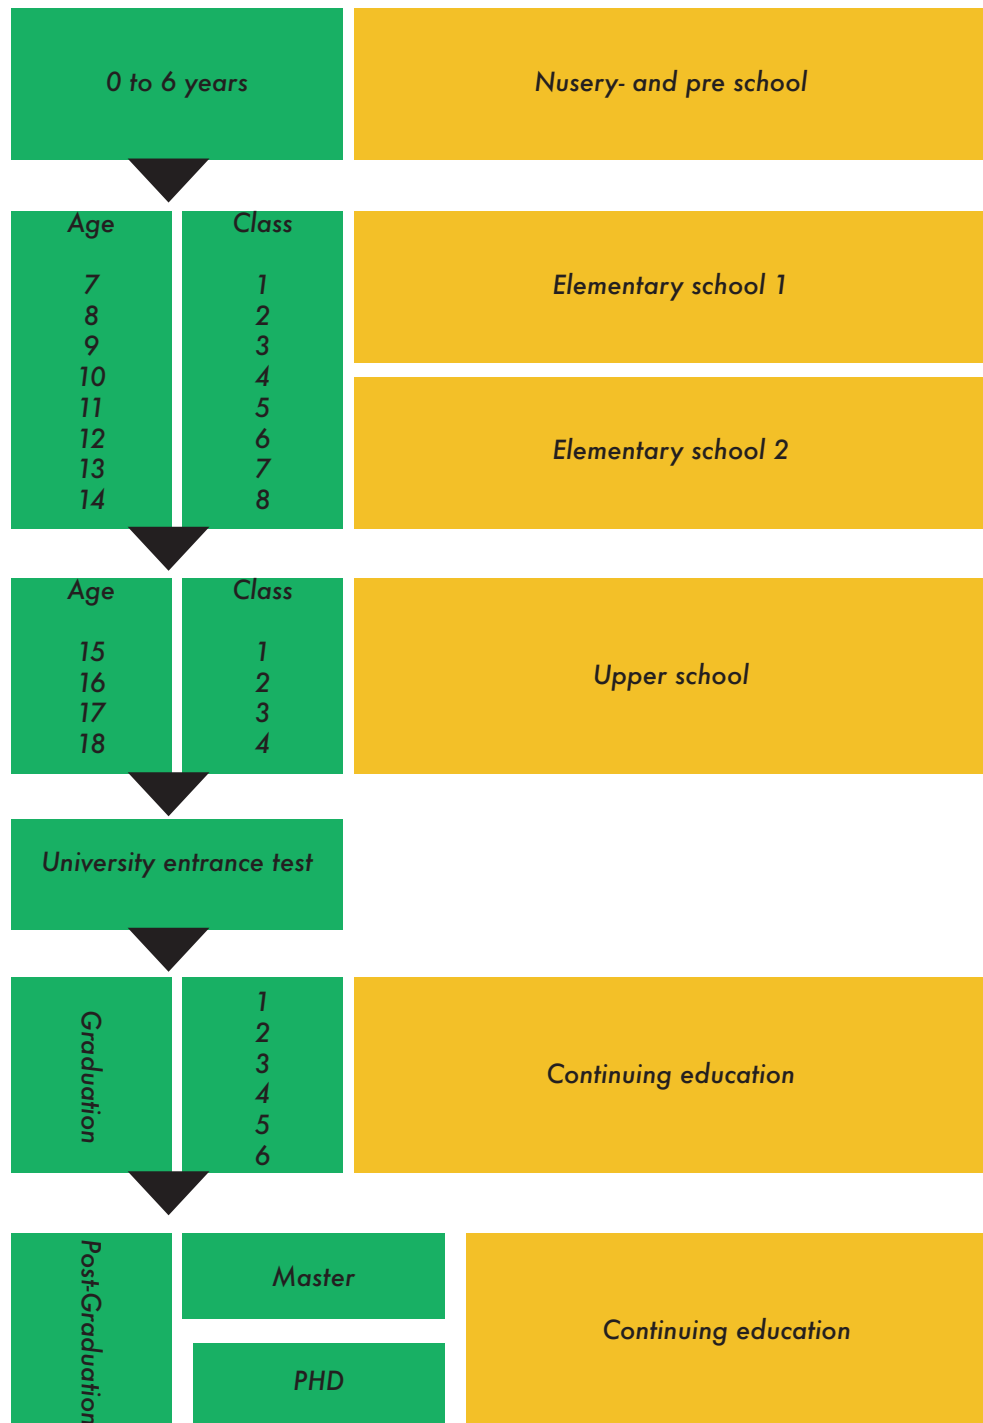 0 to 6 years
Nusery- and pre school
Age Class
7 1
8 2
9 3
10 4
11 5
12 6
13 7
14 8
Elementary school 1
Elementary school 2
Age Class
15 1
16 2
17 3
18 4
Upper school
University entrance test
Graduation
1
2
3
4
5
6
Continuing education
Post-Graduation
Master
PHD
Continuing education